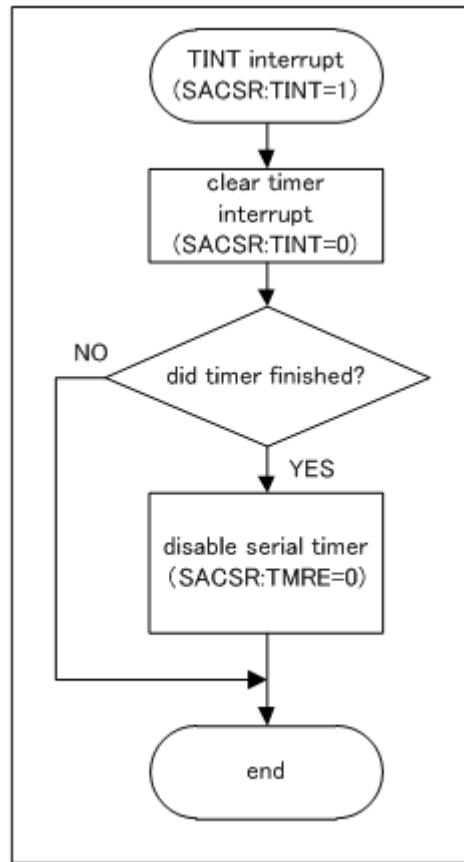 TINT interrupt
(SACSR:TINT=1)
clear timer
interrupt
(SACSR:TINT=0)
did timer finished?
NO
YES
disable serial timer
(SACSR:TMRE=0)
end